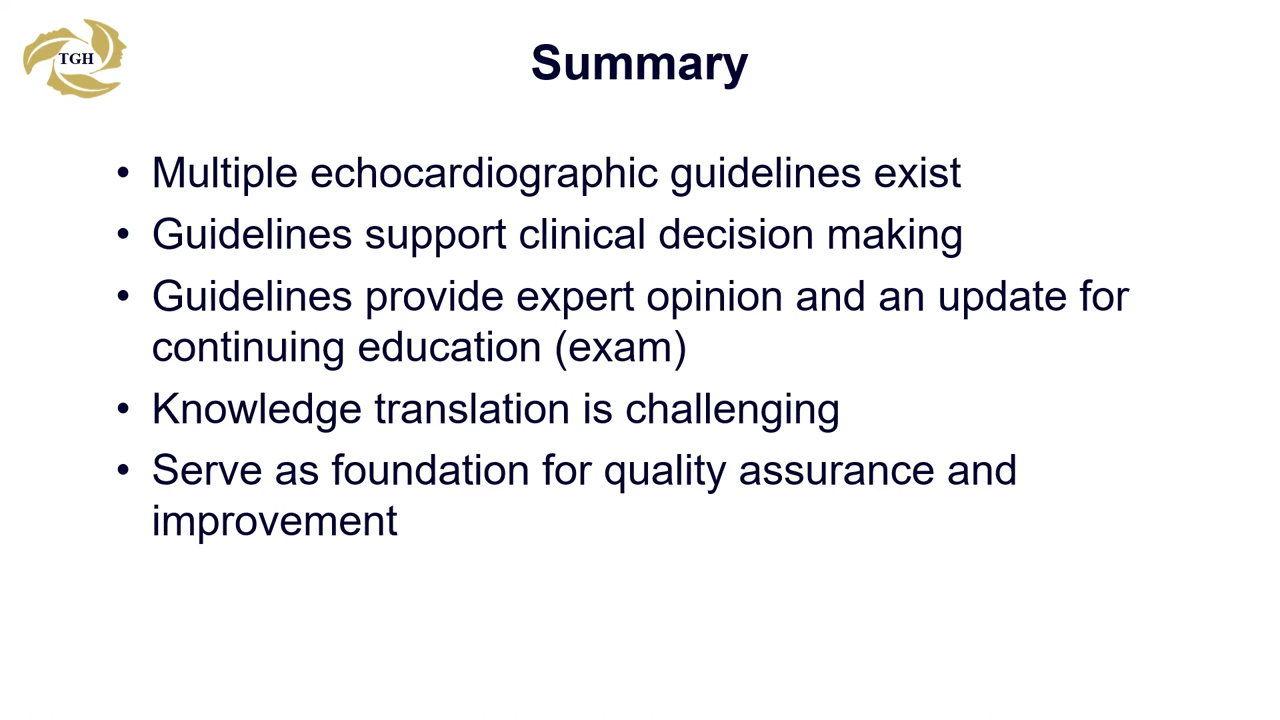 TGH
Summary
• Multiple echocardiographic guidelines exist
• Guidelines support clinical decision making
• Guidelines provide expert opinion and an update for
continuing education (exam)
• Knowledge translation is challenging
• Serve as foundation for quality assurance and
improvement